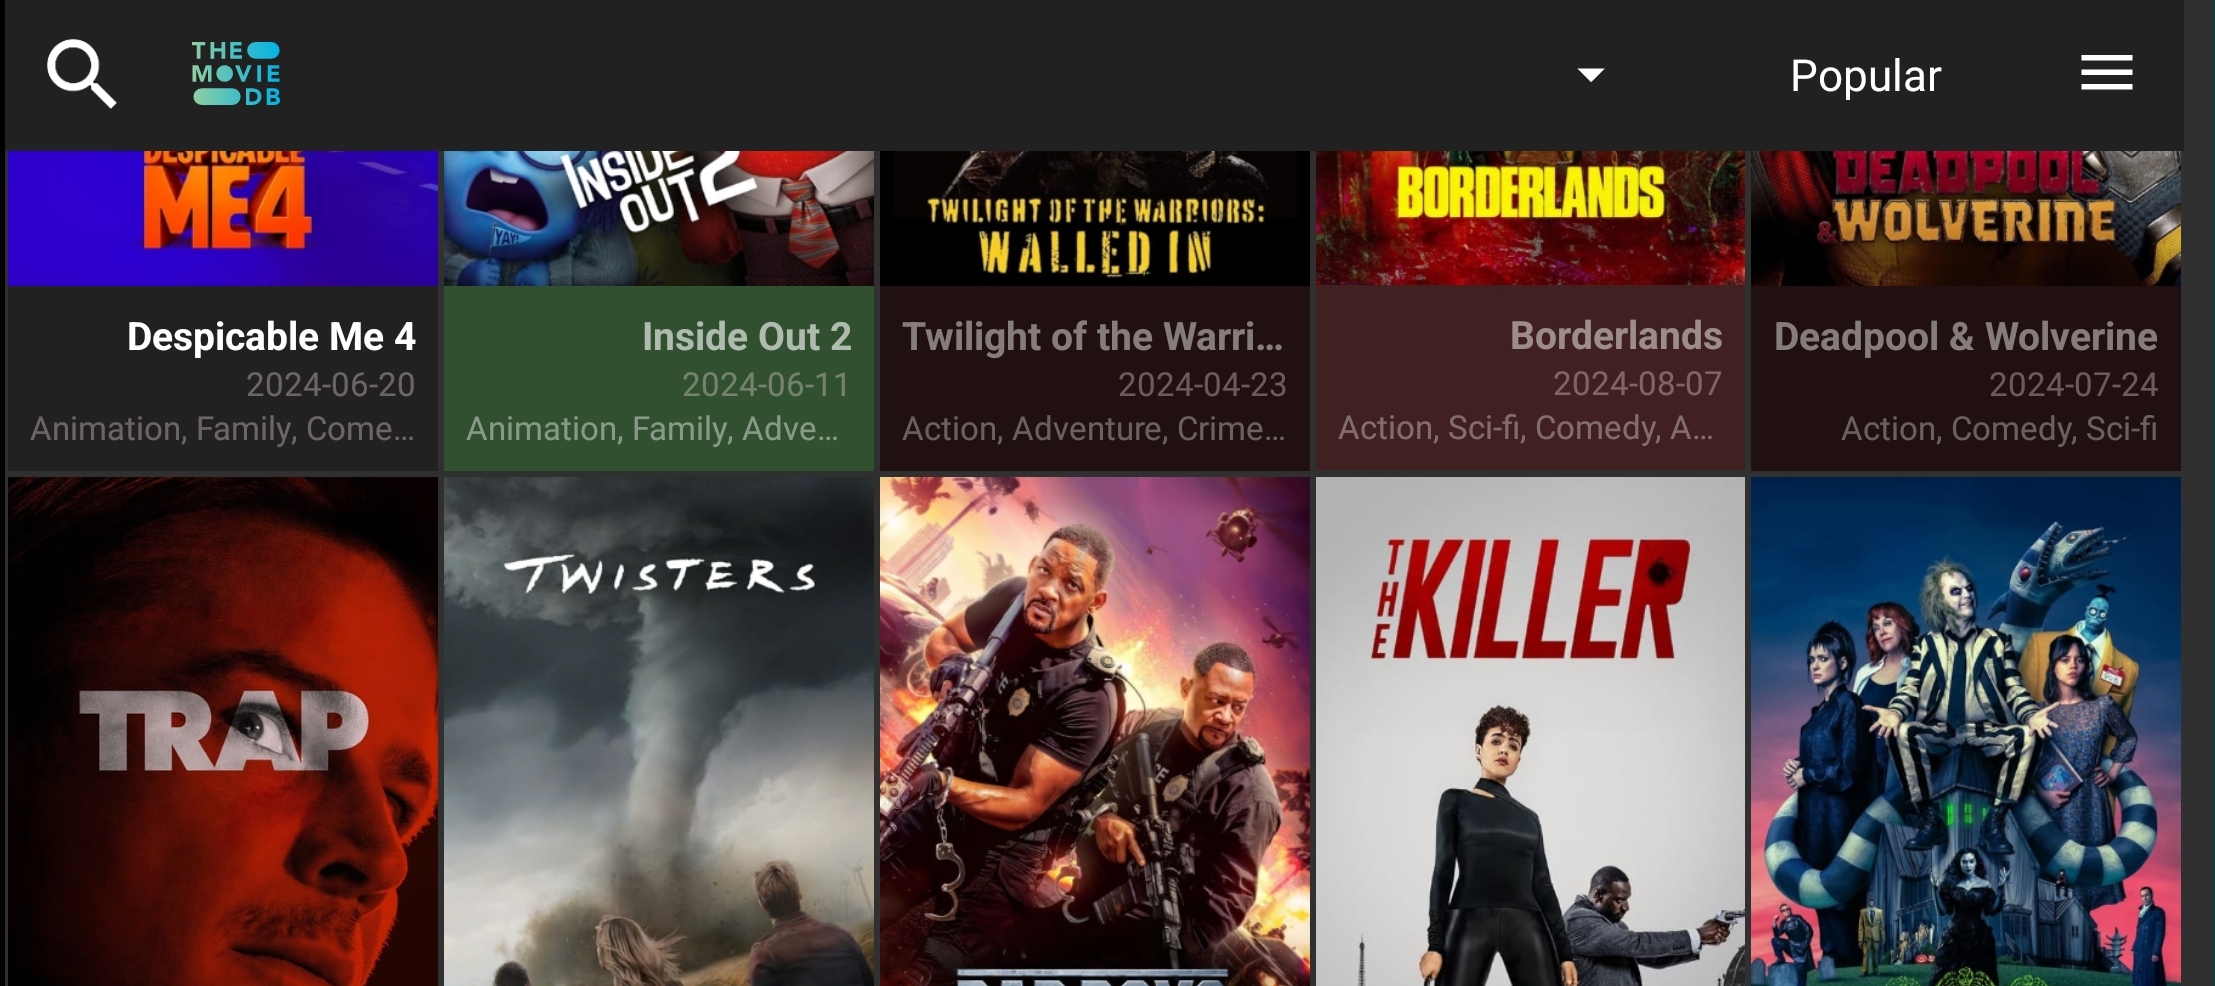 THE
MOVIE
DB
Popular
DESPICABLE
ME4
INSIDE
OUT 2
YAY!
TWILIGHT OF THE WARRIORS:
WALLED IN
BORDERLANDS
DEADPOOL
&WOLVERINE
Despicable Me 4
2024-06-20
Animation, Family, Come...
Inside Out 2
2024-06-11
Animation, Family, Adve...
Twilight of the Warri...
2024-04-23
Action, Adventure, Crime...
Borderlands
2024-08-07
Action, Sci-fi, Comedy, A...
Deadpool & Wolverine
2024-07-24
Action, Comedy, Sci-fi
TRAP
TWISTERS
THE
KILLER